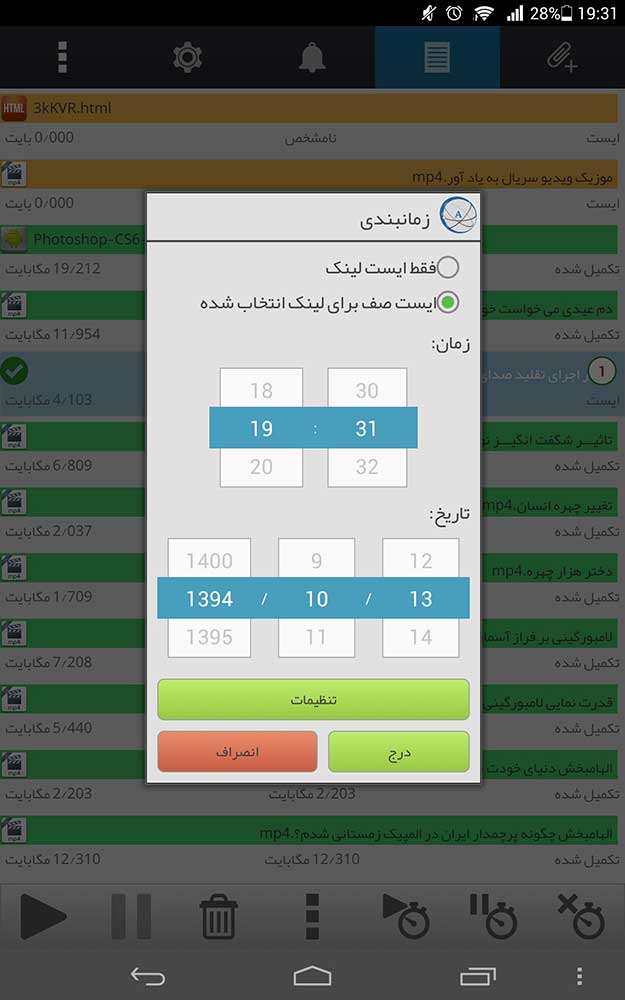 28% 19:31
HTML 3kKVR.html
ایست نامشخص 0/000 بایت
موزیک ویدیو سریال به یاد آور.mp4
ایست 0/000 بایت
Photoshop-CS6-
تکمیل شده 19/212 مگابایت
دم عیدی می خواست خو
تکمیل شده 11/954 مگابایت
1 ر اجرای تقلید صدای
ایست 4/103 مگابایت
تاثیـــر شگفت انگیـــز نو
تکمیل شده 6/809 مگابایت
تغییر چهره انسان.mp4
تکمیل شده 2/037 مگابایت
دختر هزار چهره.mp4
تکمیل شده 1/709 مگابایت
لامبورگینی بر فراز آسما
تکمیل شده 7/208 مگابایت
قدرت نمایی لامبورگینی
تکمیل شده 5/440 مگابایت
الهامبخش دنیای خودت
تکمیل شده 2/203 2/203 مگابایت
الهامبخش چگونه پرچمدار ایران در المپیک زمستانی شدم؟.mp4
تکمیل شده 12/310 مگابایت 12/310 مگابایت
A زمانبندی
فقط ایست لینک
ایست صف برای لینک انتخاب شده
زمان:
18 30
19 : 31
20 32
تاریخ:
1400 9 12
1394 / 10 / 13
1395 11 14
تنظیمات
درج انصراف